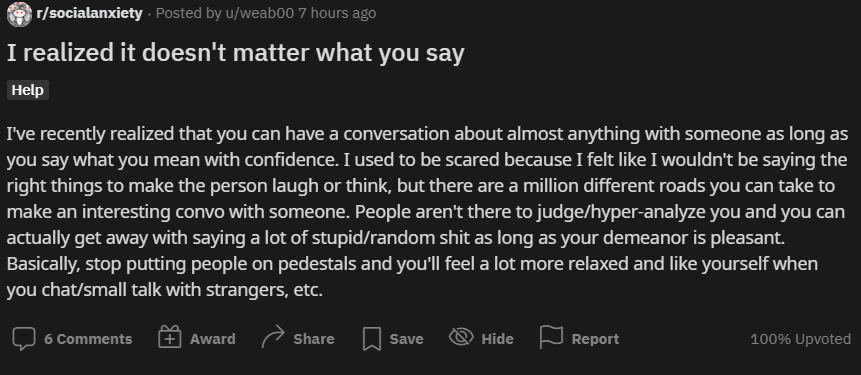 r/socialanxiety · Posted by u/weab00 7 hours ago
I realized it doesn't matter what you say
Help
I've recently realized that you can have a conversation about almost anything with someone as long as
you say what you mean with confidence. I used to be scared because I felt like I wouldn't be saying the
right things to make the person laugh or think, but there are a million different roads you can take to
make an interesting convo with someone. People aren't there to judge/hyper-analyze you and you can
actually get away with saying a lot of stupid/random shit as long as your demeanor is pleasant.
Basically, stop putting people on pedestals and you'll feel a lot more relaxed and like yourself when
you chat/small talk with strangers, etc.
6 Comments Award Share Save Hide Report 100% Upvoted